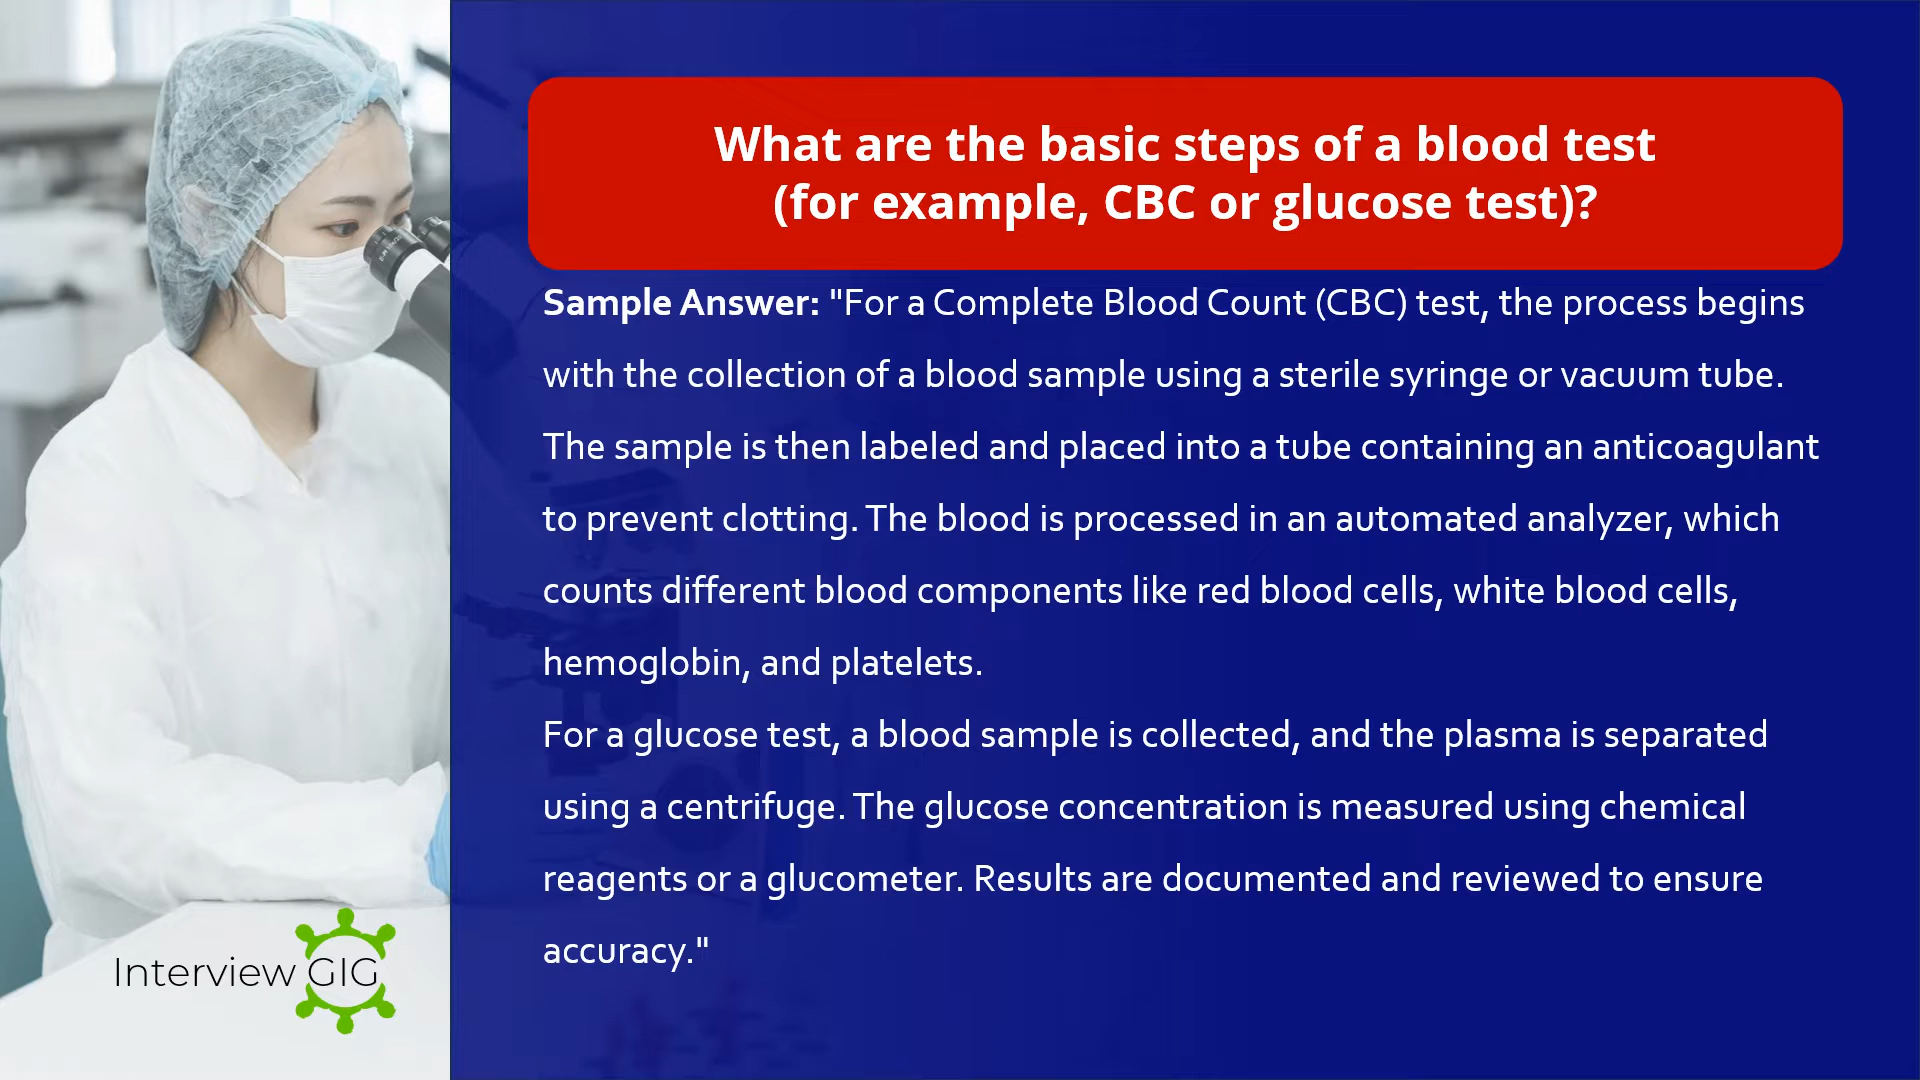 What are the basic steps of a blood test
(for example, CBC or glucose test)?
Sample Answer: "For a Complete Blood Count (CBC) test, the process begins
with the collection of a blood sample using a sterile syringe or vacuum tube.
The sample is then labeled and placed into a tube containing an anticoagulant
to prevent clotting. The blood is processed in an automated analyzer, which
counts different blood components like red blood cells, white blood cells,
hemoglobin, and platelets.
For a glucose test, a blood sample is collected, and the plasma is separated
using a centrifuge. The glucose concentration is measured using chemical
reagents or a glucometer. Results are documented and reviewed to ensure
accuracy."
Interview GIG